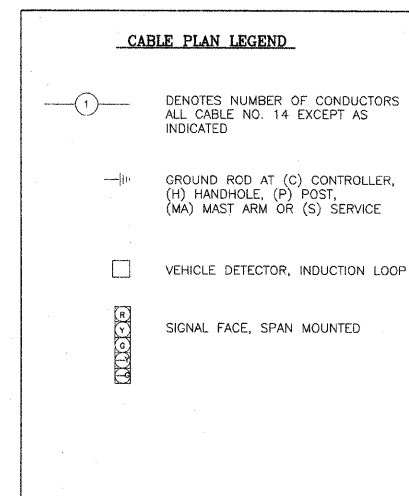 CABLE PLAN LEGEND
1
DENOTES NUMBER OF CONDUCTORS
ALL CABLE NO. 14 EXCEPT AS
INDICATED
GROUND ROD AT (C) CONTROLLER,
(H) HANDHOLE, (P) POST,
(MA) MAST ARM OR (S) SERVICE
VEHICLE DETECTOR, INDUCTION LOOP
R
Y
G
SIGNAL FACE, SPAN MOUNTED